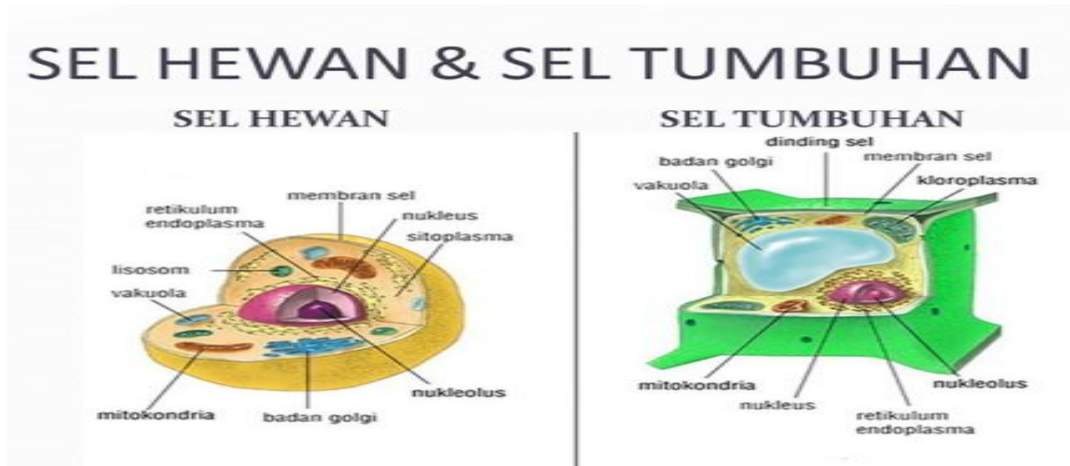 SEL HEWAN & SEL TUMBUHAN
SEL HEWAN
membran sel
retikulum
endoplasma
nukleus
sitoplasma
lisosom
vakuola
nukleolus
mitokondria
badan golgi
SEL TUMBUHAN
dinding sel
badan golgi
membran sel
vakuola
kloroplasma
mitokondria
nukleolus
nukleus
retikulum
endoplasma